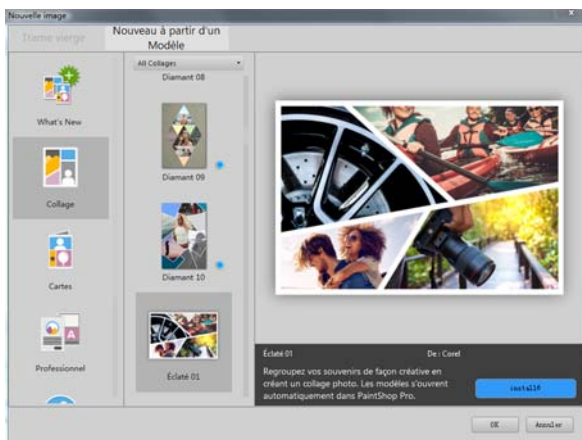 Nouvelle image
Trame vierge
Nouveau à partir d'un
Modèle
All Collages
Diamant 08
What's New
Diamant 09
Collage
Diamant 10
Cartes
Professionnel
Éclaté 01
Éclaté 01
De : Corel
Regroupez vos souvenirs de façon créative en
créant un collage photo. Les modèles s'ouvrent
automatiquement dans PaintShop Pro.
installé
OK
Annuler